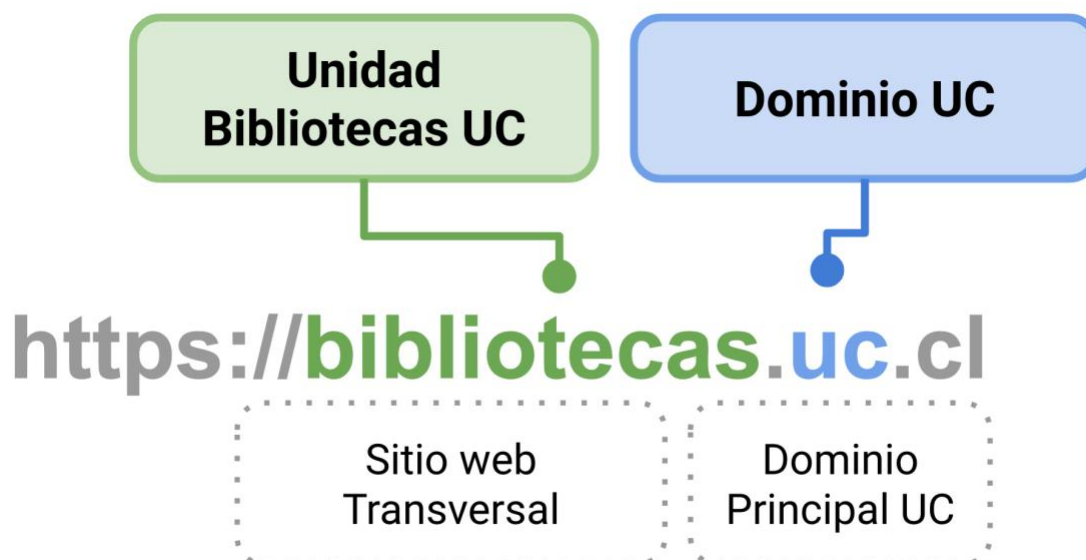 Unidad
Bibliotecas UC
Dominio UC
https://bibliotecas.uc.cl
Sitio web
Transversal
Dominio
Principal UC